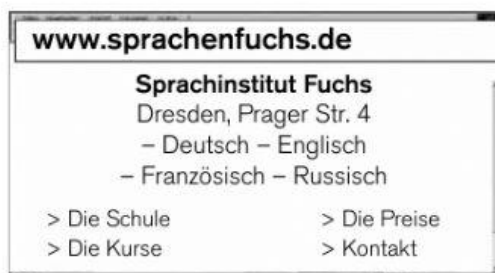 www.sprachenfuchs.de
Sprachinstitut Fuchs
Dresden, Prager Str. 4
– Deutsch – Englisch
– Französisch – Russisch
> Die Schule > Die Preise
> Die Kurse > Kontakt